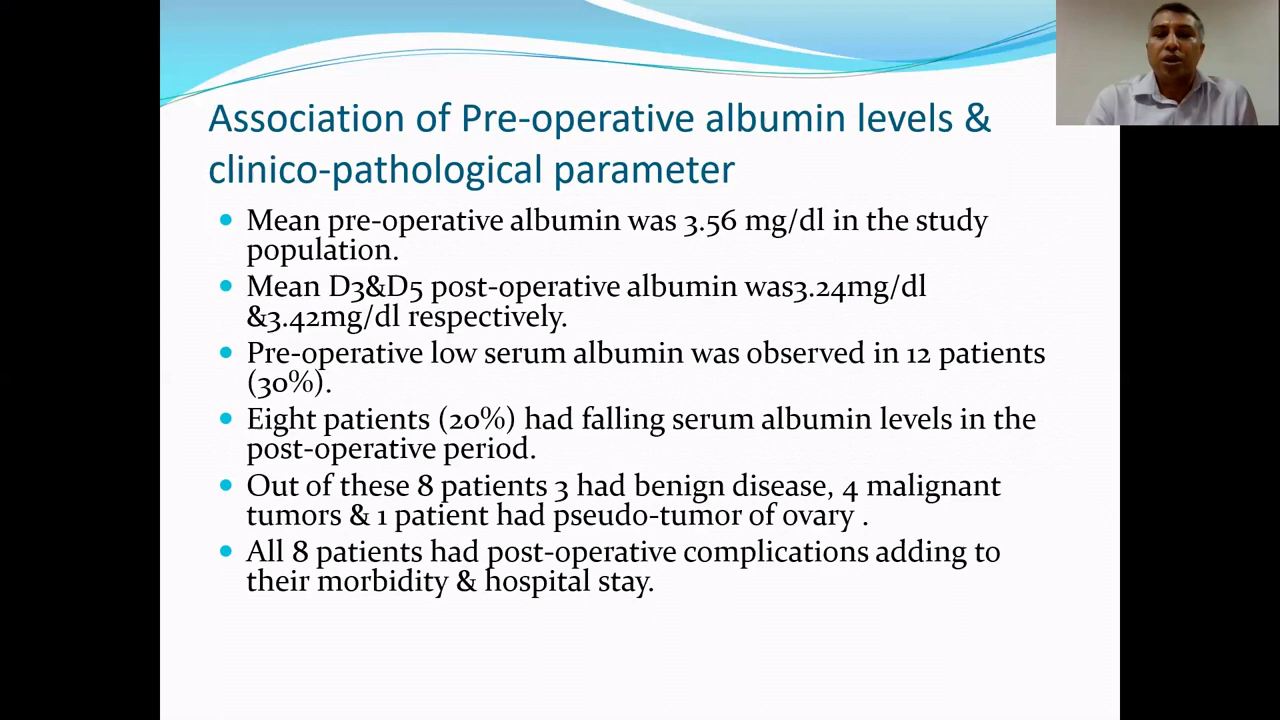 Association of Pre-operative albumin levels &
clinico-pathological parameter
• Mean pre-operative albumin was 3.56 mg/dl in the study
population.
• Mean D3&D5 post-operative albumin was3.24mg/dl
&3.42mg/dl respectively.
• Pre-operative low serum albumin was observed in 12 patients
(30%).
• Eight patients (20%) had falling serum albumin levels in the
post-operative period.
• Out of these 8 patients 3 had benign disease, 4 malignant
tumors & 1 patient had pseudo-tumor of ovary .
• All 8 patients had post-operative complications adding to
their morbidity & hospital stay.